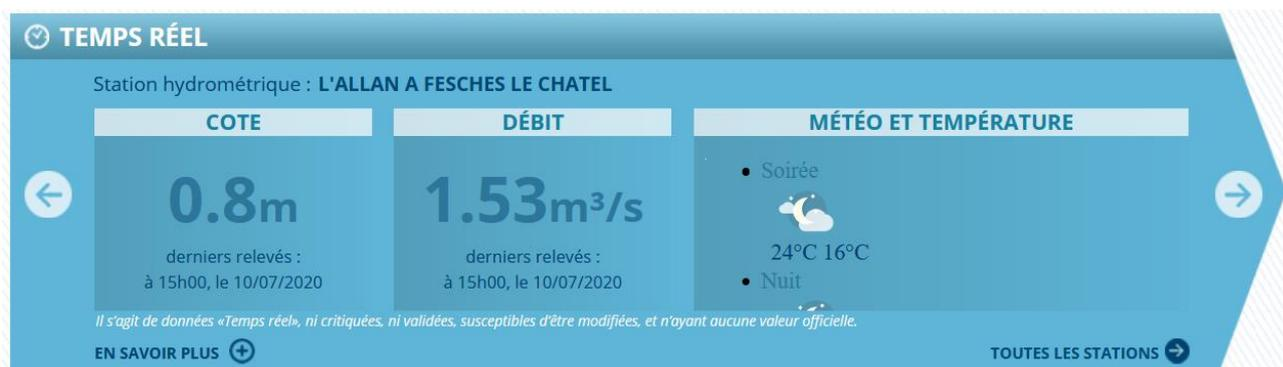 TEMPS RÉEL
Station hydrométrique : L'ALLAN A FESCHES LE CHATEL
COTE
0.8m
derniers relevés :
à 15h00, le 10/07/2020
DÉBIT
1.53m³/s
derniers relevés :
à 15h00, le 10/07/2020
MÉTÉO ET TEMPÉRATURE
• Soirée
24°C 16°C
• Nuit
Il s'agit de données «Temps réel», ni critiquées, ni validées, susceptibles d'être modifiées, et n'ayant aucune valeur officielle.
EN SAVOIR PLUS
TOUTES LES STATIONS